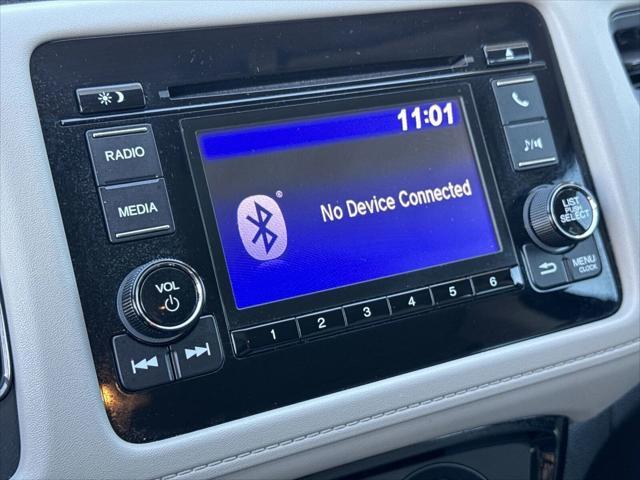 11:01
RADIO
MEDIA
®
No Device Connected
LIST
PUSH
SELECT
VOL
MENU
CLOCK
1 2 3 4 5 6